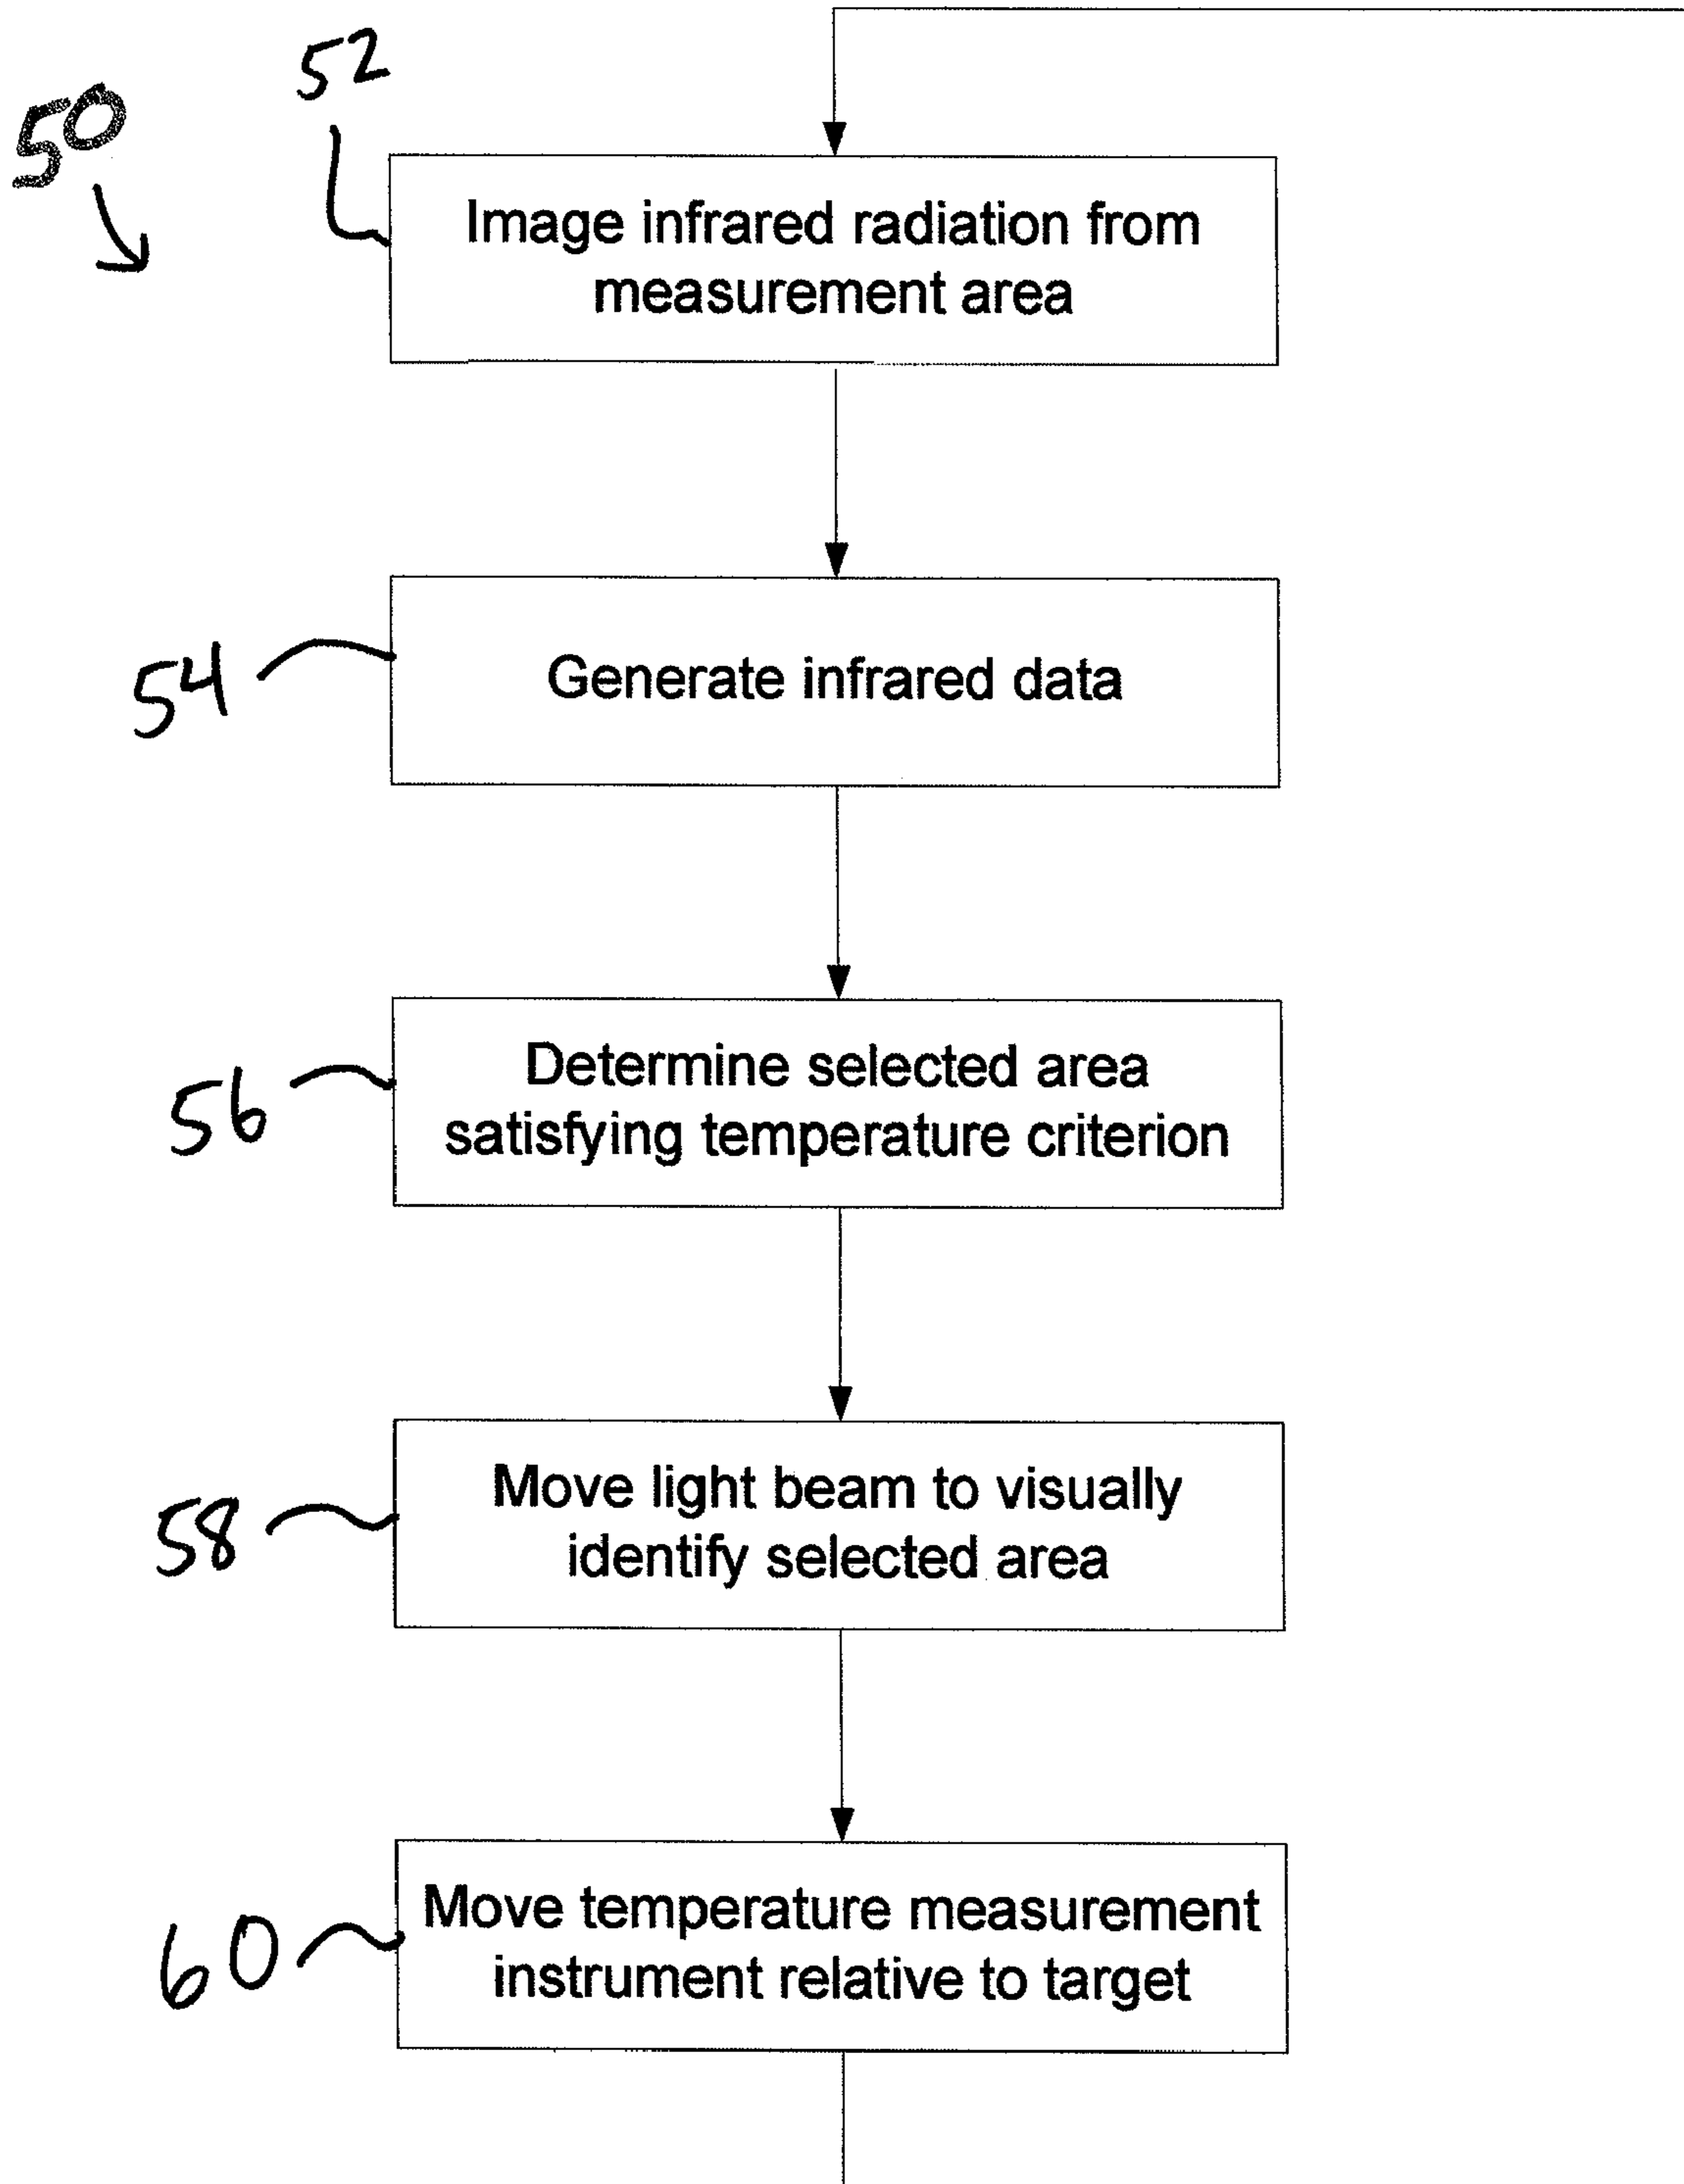 50
52
Image infrared radiation from
measurement area
54
Generate infrared data
56
Determine selected area
satisfying temperature criterion
58
Move light beam to visually
identify selected area
60
Move temperature measurement
instrument relative to target